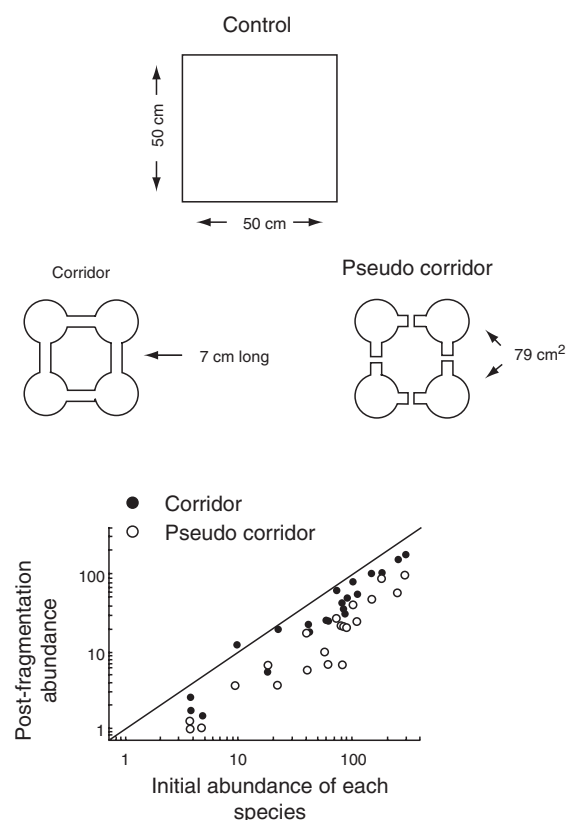 Control
50 cm
50 cm
Corridor
Pseudo corridor
7 cm long
79 cm²
Corridor
Pseudo corridor
Post-fragmentation
abundance
100
10
1
1
10
100
Initial abundance of each
species